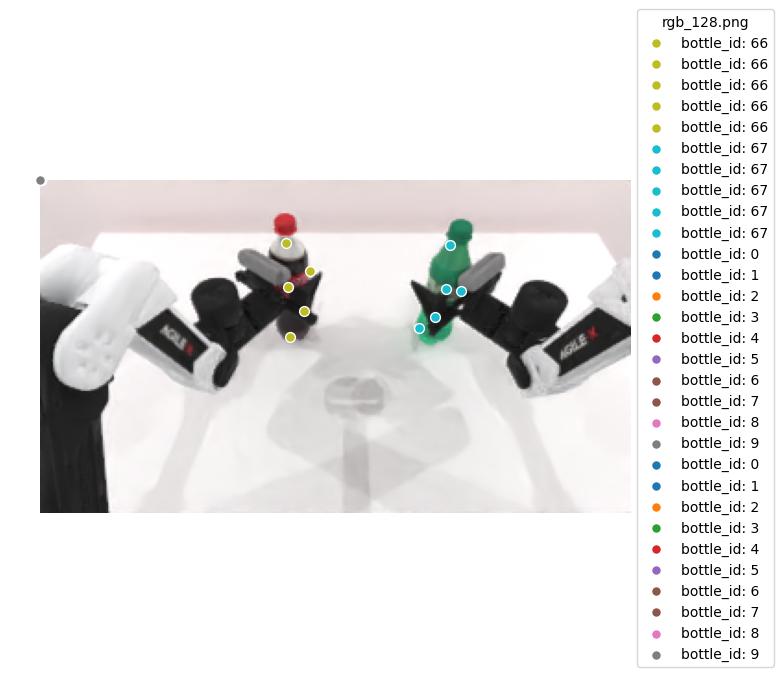 rgb_128.png
bottle_id: 66
bottle_id: 66
bottle_id: 66
bottle_id: 66
bottle_id: 66
bottle_id: 67
bottle_id: 67
bottle_id: 67
bottle_id: 67
bottle_id: 67
bottle_id: 0
bottle_id: 1
bottle_id: 2
bottle_id: 3
bottle_id: 4
bottle_id: 5
bottle_id: 6
bottle_id: 7
bottle_id: 8
bottle_id: 9
bottle_id: 0
bottle_id: 1
bottle_id: 2
bottle_id: 3
bottle_id: 4
bottle_id: 5
bottle_id: 6
bottle_id: 7
bottle_id: 8
bottle_id: 9
AGILE·X
AGILE·X